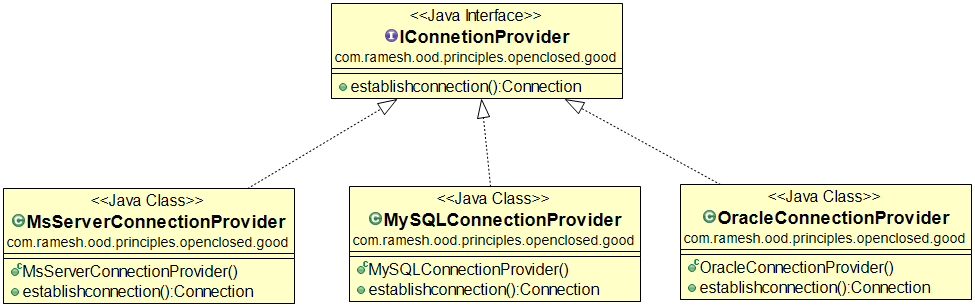 <<Java Interface>>
IConnetionProvider
com.ramesh.ood.principles.openclosed.good
establishconnection():Connection
<<Java Class>>
MsServerConnectionProvider
com.ramesh.ood.principles.openclosed.good
MsServerConnectionProvider()
establishconnection():Connection
<<Java Class>>
MySQLConnectionProvider
com.ramesh.ood.principles.openclosed.good
MySQLConnectionProvider()
establishconnection():Connection
<<Java Class>>
OracleConnectionProvider
com.ramesh.ood.principles.openclosed.good
OracleConnectionProvider()
establishconnection():Connection